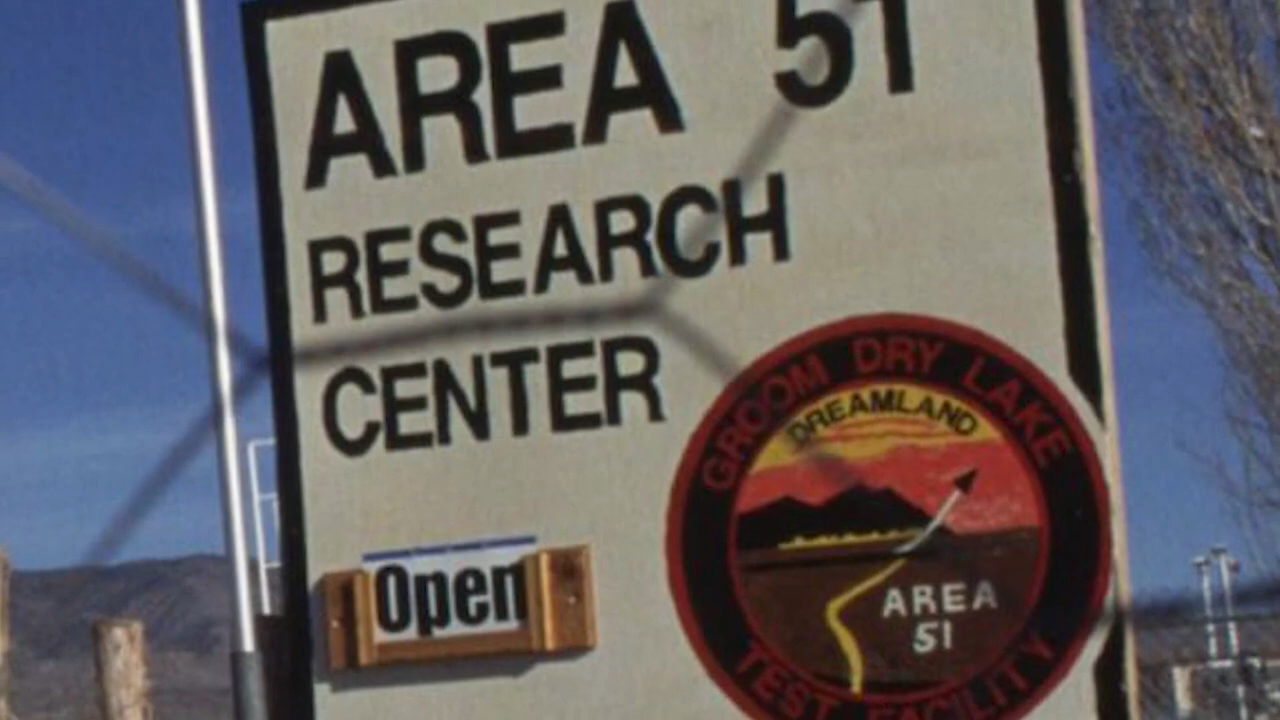 AREA 51
RESEARCH
CENTER
GROOM DRY LAKE
DREAMLAND
Open
AREA
51
TEST FACILITY